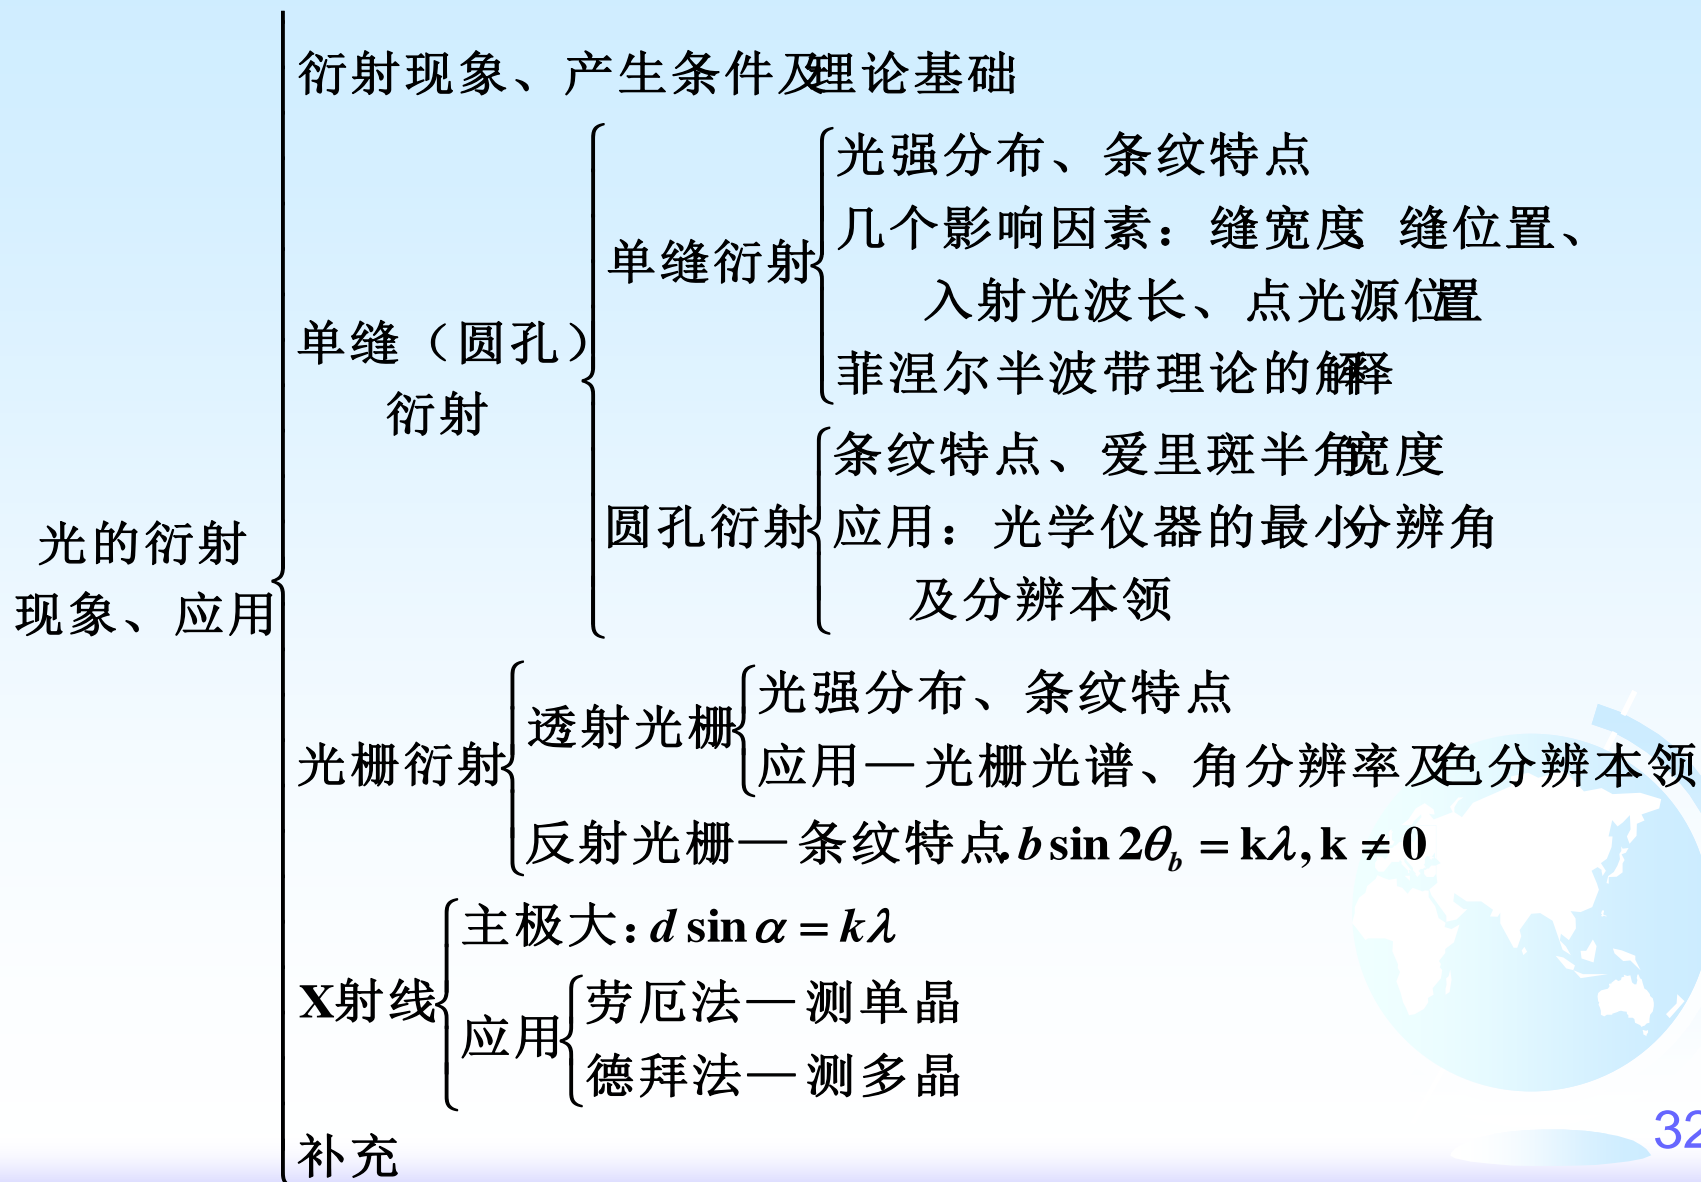 衍射现象、产生条件及理论基础
光强分布、条纹特点
几个影响因素：缝宽度、缝位置、
单缝衍射
入射光波长、点光源位置
单缝（圆孔）
衍射
菲涅尔半波带理论的解释
条纹特点、爱里斑半角宽度
圆孔衍射
应用：光学仪器的最小分辨角
及分辨本领
光的衍射
现象、应用
光强分布、条纹特点
透射光栅
应用—光栅光谱、角分辨率及色分辨本领
光栅衍射
反射光栅—条纹特点.b sin 2θ_b = kλ, k ≠ 0
主极大：d sin α = kλ
X射线
劳厄法—测单晶
应用
德拜法—测多晶
补充
32